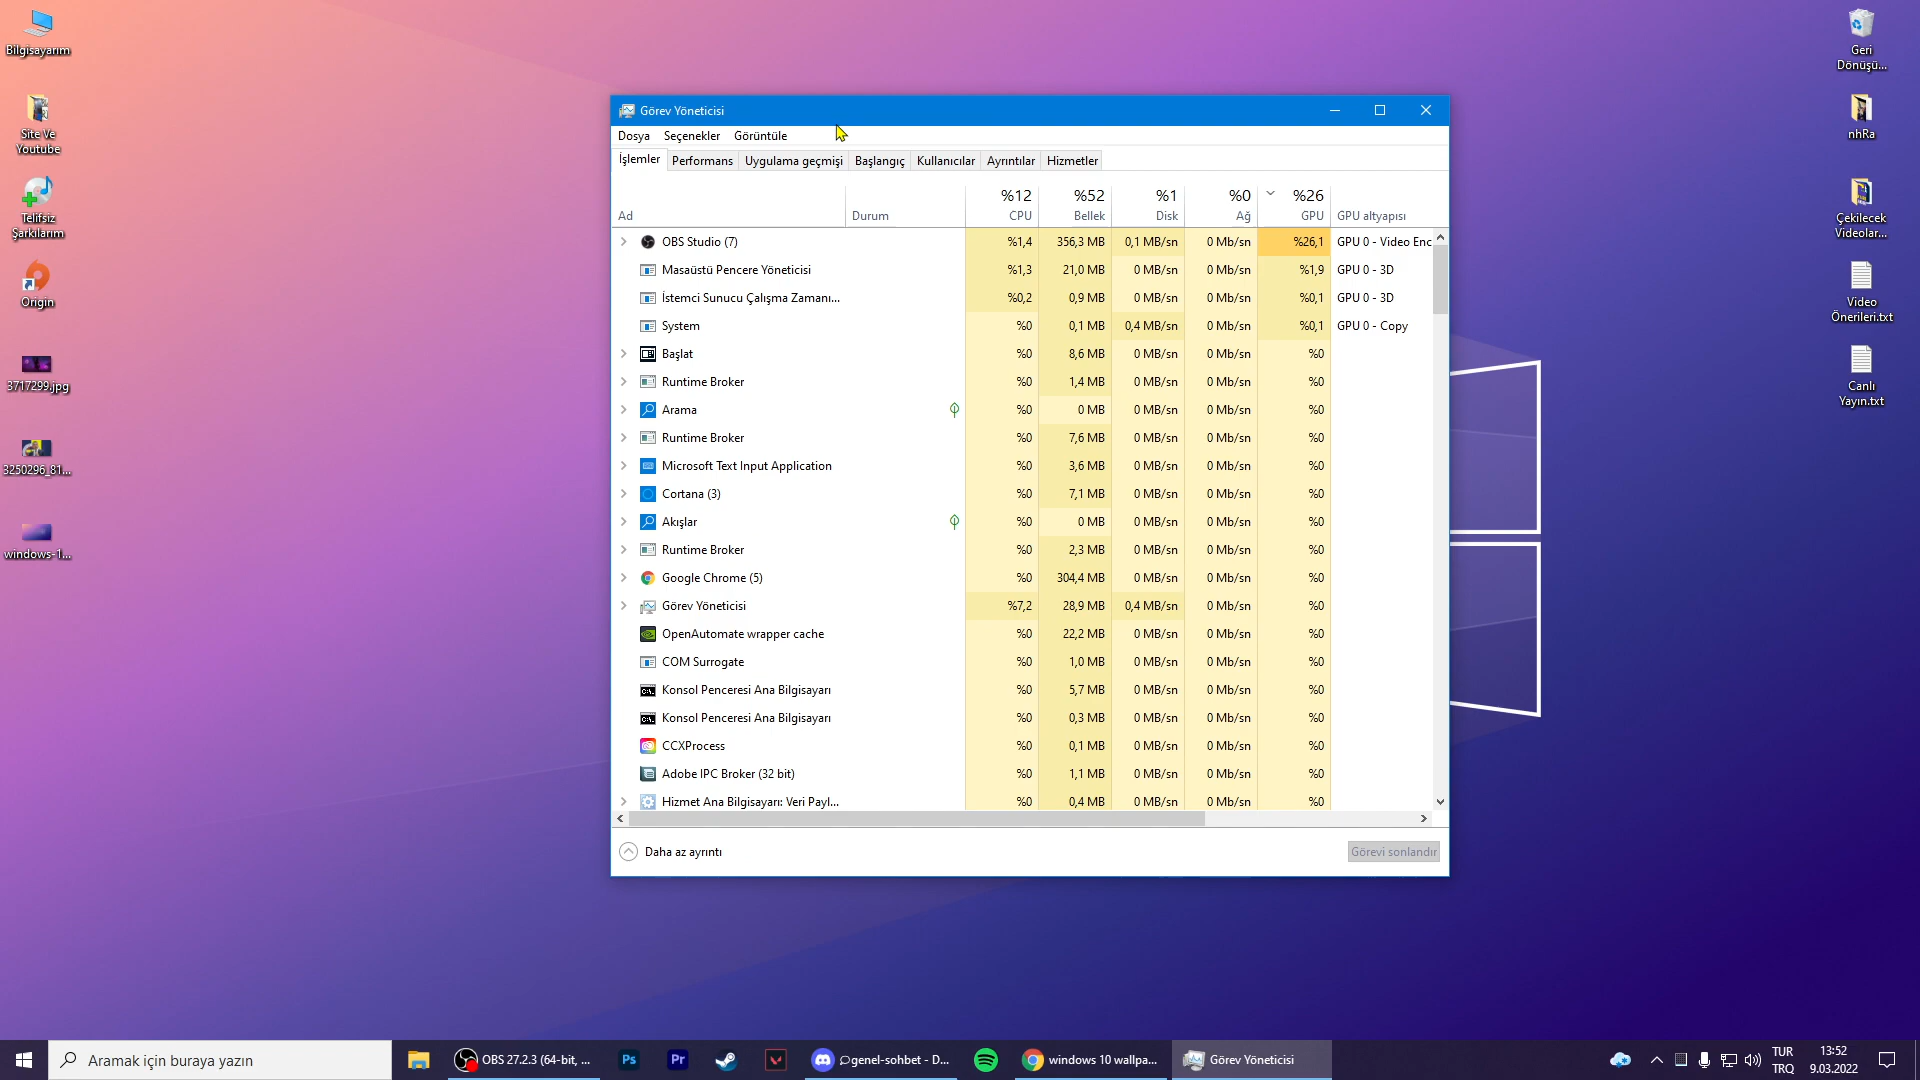 Bilgisayarım
Site Ve
Youtube
Telifsiz
Şarkılarım
Origin
3717299.jpg
3250296_81...
windows-1...
Geri
Dönüşü...
nhRa
Çekilecek
Videolar...
Video
Önerileri.txt
Canlı
Yayın.txt
Görev Yöneticisi
Dosya Seçenekler Görüntüle
İşlemler Performans Uygulama geçmişi Başlangıç Kullanıcılar Ayrıntılar Hizmetler
%12 %52 %1 %0 %26
Ad Durum CPU Bellek Disk Ağ GPU GPU altyapısı
OBS Studio (7) %1,4 356,3 MB 0,1 MB/sn 0 Mb/sn %26,1 GPU 0 - Video Enc
Masaüstü Pencere Yöneticisi %1,3 21,0 MB 0 MB/sn 0 Mb/sn %1,9 GPU 0 - 3D
İstemci Sunucu Çalışma Zamanı... %0,2 0,9 MB 0 MB/sn 0 Mb/sn %0,1 GPU 0 - 3D
System %0 0,1 MB 0,4 MB/sn 0 Mb/sn %0,1 GPU 0 - Copy
Başlat %0 8,6 MB 0 MB/sn 0 Mb/sn %0
Runtime Broker %0 1,4 MB 0 MB/sn 0 Mb/sn %0
Arama %0 0 MB 0 MB/sn 0 Mb/sn %0
Runtime Broker %0 7,6 MB 0 MB/sn 0 Mb/sn %0
Microsoft Text Input Application %0 3,6 MB 0 MB/sn 0 Mb/sn %0
Cortana (3) %0 7,1 MB 0 MB/sn 0 Mb/sn %0
Akışlar %0 0 MB 0 MB/sn 0 Mb/sn %0
Runtime Broker %0 2,3 MB 0 MB/sn 0 Mb/sn %0
Google Chrome (5) %0 304,4 MB 0 MB/sn 0 Mb/sn %0
Görev Yöneticisi %7,2 28,9 MB 0,4 MB/sn 0 Mb/sn %0
OpenAutomate wrapper cache %0 22,2 MB 0 MB/sn 0 Mb/sn %0
COM Surrogate %0 1,0 MB 0 MB/sn 0 Mb/sn %0
Konsol Penceresi Ana Bilgisayarı %0 5,7 MB 0 MB/sn 0 Mb/sn %0
Konsol Penceresi Ana Bilgisayarı %0 0,3 MB 0 MB/sn 0 Mb/sn %0
CCXProcess %0 0,1 MB 0 MB/sn 0 Mb/sn %0
Adobe IPC Broker (32 bit) %0 1,1 MB 0 MB/sn 0 Mb/sn %0
Hizmet Ana Bilgisayarı: Veri Payl... %0 0,4 MB 0 MB/sn 0 Mb/sn %0
Daha az ayrıntı Görevi sonlandır
Aramak için buraya yazın OBS 27.2.3 (64-bit, ... Ps Pr genel-sohbet - D... windows 10 wallpa... Görev Yöneticisi TUR 13:52
TRQ 9.03.2022